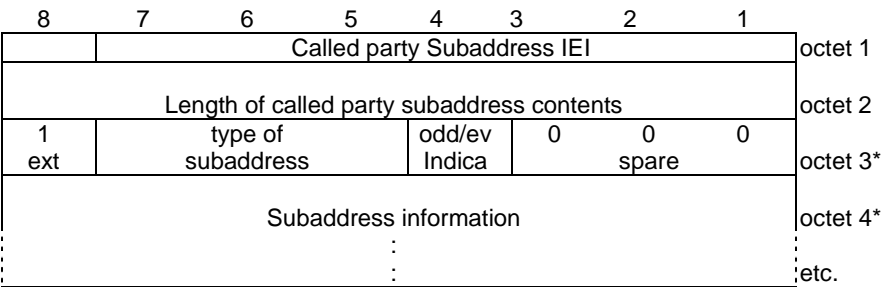 8 7 6 5 4 3 2 1
Called party Subaddress IEI octet 1
Length of called party subaddress contents octet 2
1 type of odd/ev 0 0 0
ext subaddress Indica spare octet 3*
Subaddress information octet 4*
:
: etc.